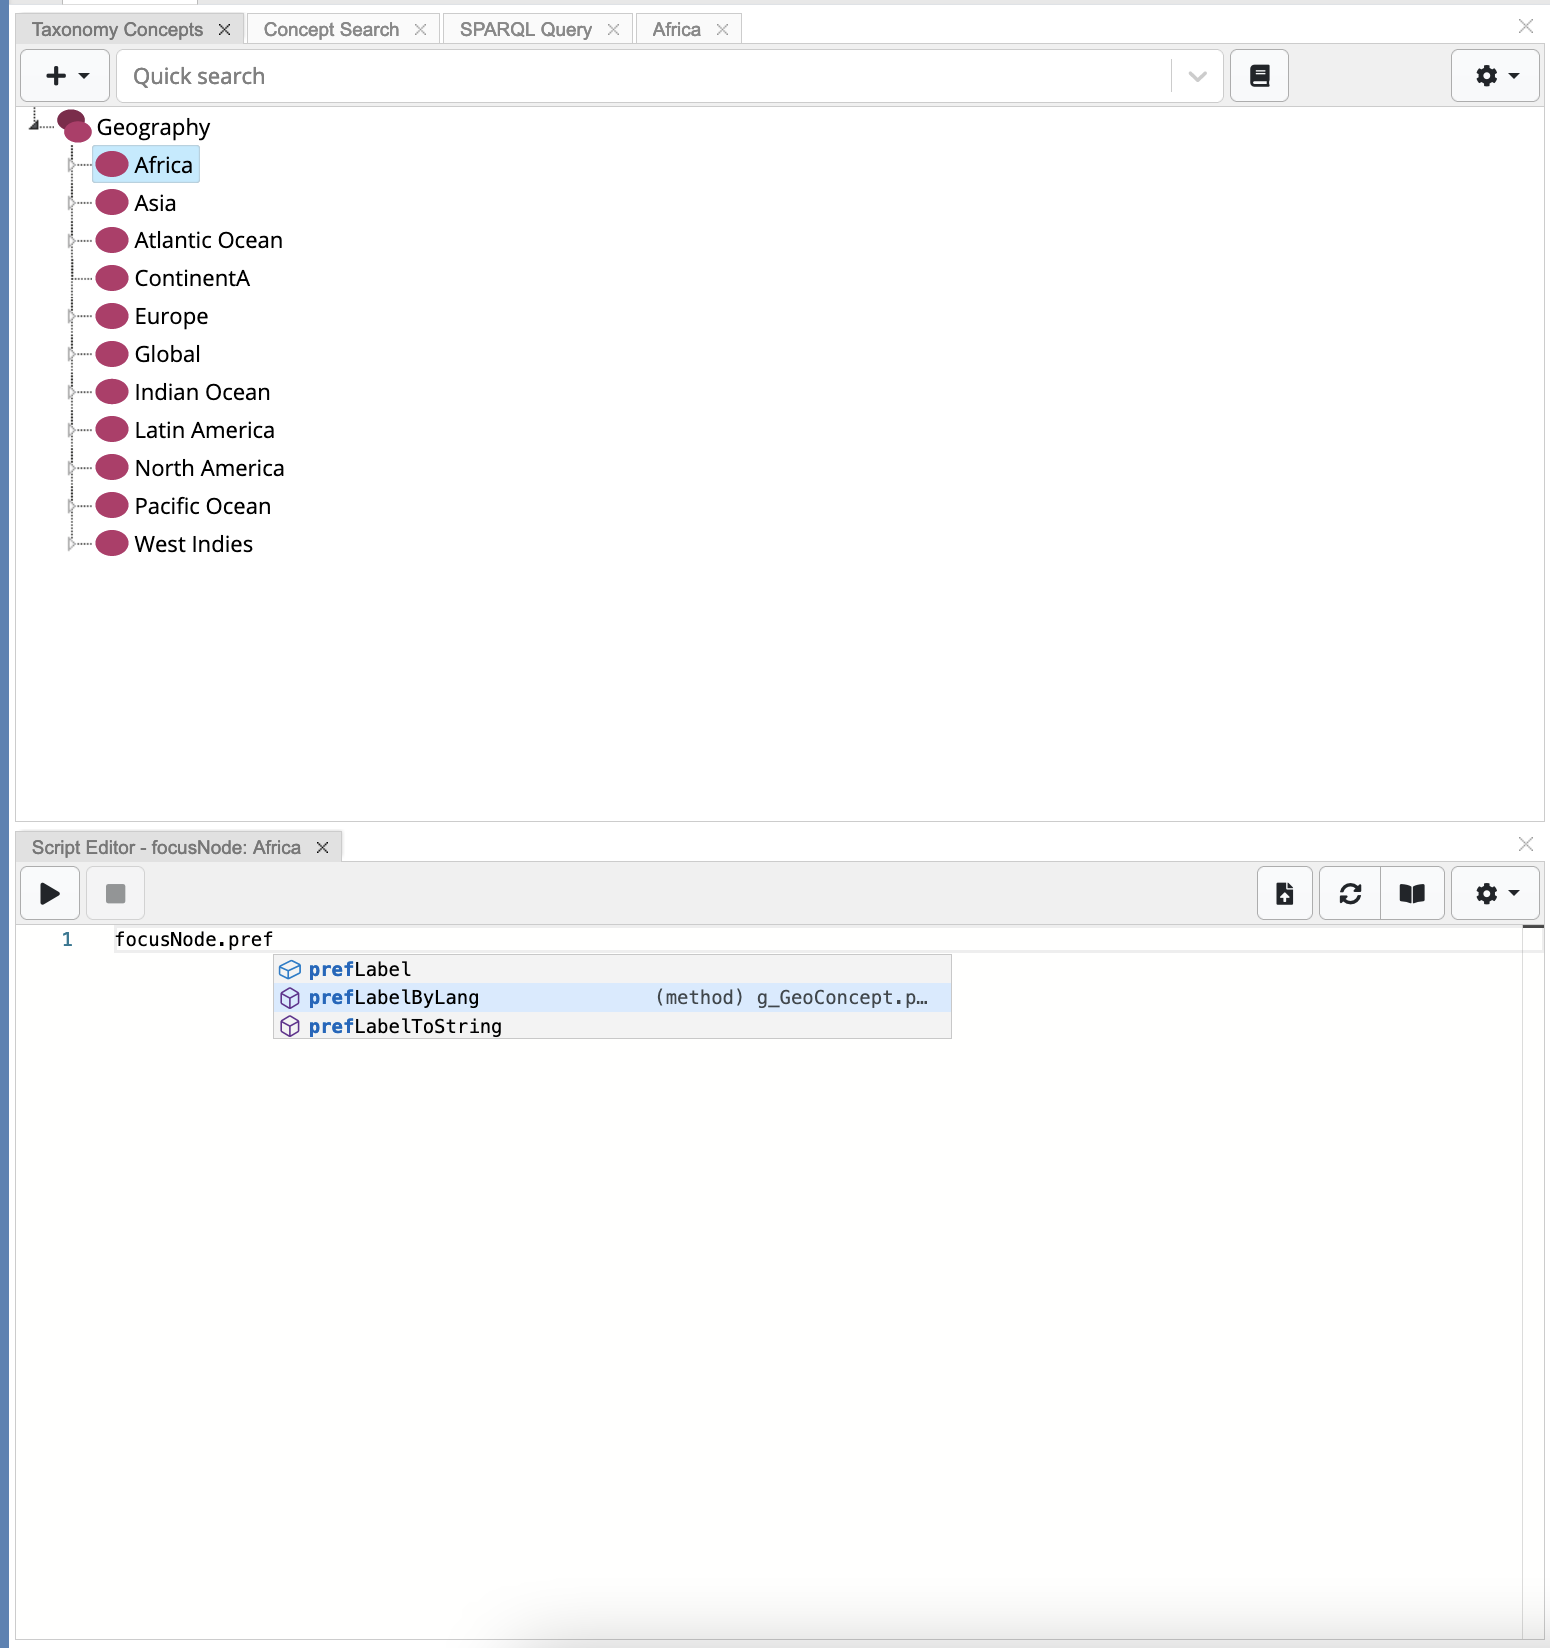 Taxonomy Concepts
Concept Search
SPARQL Query
Africa
Quick search
Geography
Africa
Asia
Atlantic Ocean
ContinentA
Europe
Global
Indian Ocean
Latin America
North America
Pacific Ocean
West Indies
Script Editor - focusNode: Africa
1 focusNode.pref
prefLabel
prefLabelByLang (method) g_GeoConcept.p…
prefLabelToString